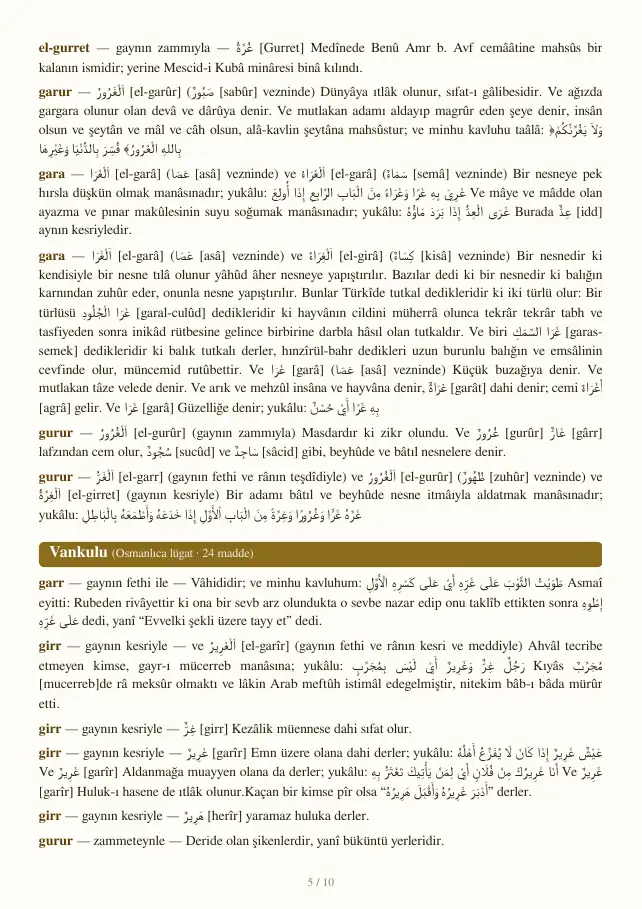 el-gurret — gaynın zammıyla — غُرَّةُ [Gurret] Medînede Benû Amr b. Avf cemâatine mahsûs bir
kalanın ismidir; yerine Mescid-i Kubâ minâresi binâ kılındı.
garur — اَلْغَرُورُ [el-garûr] (صَبُورٌ [sabûr] vezninde) Dünyâya ıtlâk olunur, sıfat-ı gâlibesidir. Ve ağızda
gargara olunur olan devâ ve dârûya denir. Ve mutlakan adamı aldayıp magrûr eden şeye denir, insân
olsun ve şeytân ve mâl ve câh olsun, alâ-kavlin şeytâna mahsûstur; ve minhu kavluhu taâlâ: ﴿وَلاَ يَغُرَّنَّكُمْ
بِاللهِ الْغَرُورُ﴾ فُسِّرَ بِالدُّنْيَا وَغَيْرِهَا
gara — اَلْغَرَا [el-garâ] (عَصَا [asâ] vezninde) ve اَلْغَرَاءُ [el-garâ] (سَمَاءٌ [semâ] vezninde) Bir nesneye pek
hırsla düşkün olmak manâsınadır; yukâlu: غَرِيَ بِهِ غَرًا وَغَرَاءً مِنَ الْبَابِ الرَّابِعِ إِذَا أُولِعَ Ve mâye ve mâdde olan
ayazma ve pınar makûlesinin suyu soğumak manâsınadır; yukâlu: غَرَى الْعِدُّ إِذَا بَرَدَ مَاؤُهُ Burada عِدٌّ [idd]
aynın kesriyledir.
gara — اَلْغَرَا [el-garâ] (عَصَا [asâ] vezninde) ve اَلْغِرَاءُ [el-girâ] (كِسَاءٌ [kisâ] vezninde) Bir nesnedir ki
kendisiyle bir nesne tılâ olunur yâhûd âher nesneye yapıştırılır. Bazılar dedi ki bir nesnedir ki balığın
karnından zuhûr eder, onunla nesne yapıştırılır. Bunlar Türkîde tutkal dedikleridir ki iki türlü olur: Bir
türlüsü غَرَا الْجُلُودِ [garal-culûd] dedikleridir ki hayvânın cildini müherrâ olunca tekrâr tekrâr tabh ve
tasfiyeden sonra inikâd rütbesine gelince birbirine darbla hâsıl olan tutkaldır. Ve biri غَرَا السَّمَكِ [garas-
semek] dedikleridir ki balık tutkalı derler, hınzîrül-bahr dedikleri uzun burunlu balığın ve emsâlinin
cevfinde olur, müncemid rutûbettir. Ve غَرَا [garâ] (عَصَا [asâ] vezninde) Küçük buzağıya denir. Ve
mutlakan tâze velede denir. Ve arık ve mehzûl insâna ve hayvâna denir, غَرَاةٌ [garât] dahi denir; cemi أَغْرَاءٌ
[agrâ] gelir. Ve غَرَا [garâ] Güzelliğe denir; yukâlu: بِهِ غَرًا أَيْ حُسْنٌ
gurur — اَلْغُرُورُ [el-gurûr] (gaynın zammıyla) Masdardır ki zikr olundu. Ve غُرُورٌ [gurûr] غَارٌّ [gârr]
lafzından cem olur, سُجُودٌ [sucûd] ve سَاجِدٌ [sâcid] gibi, beyhûde ve bâtıl nesnelere denir.
gurur — اَلْغَرُّ [el-garr] (gaynın fethi ve rânın teşdîdiyle) ve اَلْغُرُورُ [el-gurûr] (ظُهُورٌ [zuhûr] vezninde) ve
اَلْغِرَّةُ [el-girret] (gaynın kesriyle) Bir adamı bâtıl ve beyhûde nesne itmâıyla aldatmak manâsınadır;
yukâlu: غَرَّهُ غَرًّا وَغُرُورًا وَغِرَّةً مِنَ الْبَابِ اْلأَوَّلِ إِذَا خَدَعَهُ وَأَطْمَعَهُ بِالْبَاطِلِ
Vankulu (Osmanlıca lügat · 24 madde)
garr — gaynın fethi ile — Vâhididir; ve minhu kavluhum: طَوَيْتُ الثَّوْبَ عَلَى غَرِّهِ أَيْ عَلَى كَسْرِهِ الْأَوَّلِ Asmaî
eyitti: Rubeden rivâyettir ki ona bir sevb arz olundukta o sevbe nazar edip onu taklîb ettikten sonra إِطْوِهِ
عَلَى غَرِّهِ dedi, yanî “Evvelki şekli üzere tayy et” dedi.
girr — gaynın kesriyle — ve اَلْغَرِيرُ [el-garîr] (gaynın fethi ve rânın kesri ve meddiyle) Ahvâl tecribe
etmeyen kimse, gayr-ı mücerreb manâsına; yukâlu: رَجُلٌ غِرٌّ وَغَرِيرٌ أَيْ لَيْسَ بِمُجَرَّبٍ Kıyâs مُجَرِّبٌ
[mucerreb]de râ meksûr olmaktı ve lâkin Arab meftûh istimâl edegelmiştir, nitekim bâb-ı bâda mürûr
etti.
girr — gaynın kesriyle — غِرٌّ [girr] Kezâlik müennese dahi sıfat olur.
girr — gaynın kesriyle — غَرِيرٌ [garîr] Emn üzere olana dahi derler; yukâlu: عَيْشٌ غَرِيرٌ إِذَا كَانَ لَا يُفَزِّعُ أَهْلَهُ
Ve غَرِيرٌ [garîr] Aldanmağa muayyen olana da derler; yukâlu: أَنَا غَرِيرُكَ مِنْ فُلَانٍ أَيْ لِمَنْ يَأْتِيكَ تَغْتَرُّ بِهِ Ve غَرِيرٌ
[garîr] Huluk-ı hasene de ıtlâk olunur.Kaçan bir kimse pîr olsa “أَدْبَرَ غَرِيرُهُ وَأَقْبَلَ هَرِيرُهُ” derler.
girr — gaynın kesriyle — هَرِيرٌ [herîr] yaramaz huluka derler.
gurur — zammeteynle — Deride olan şikenlerdir, yanî büküntü yerleridir.
5 / 10